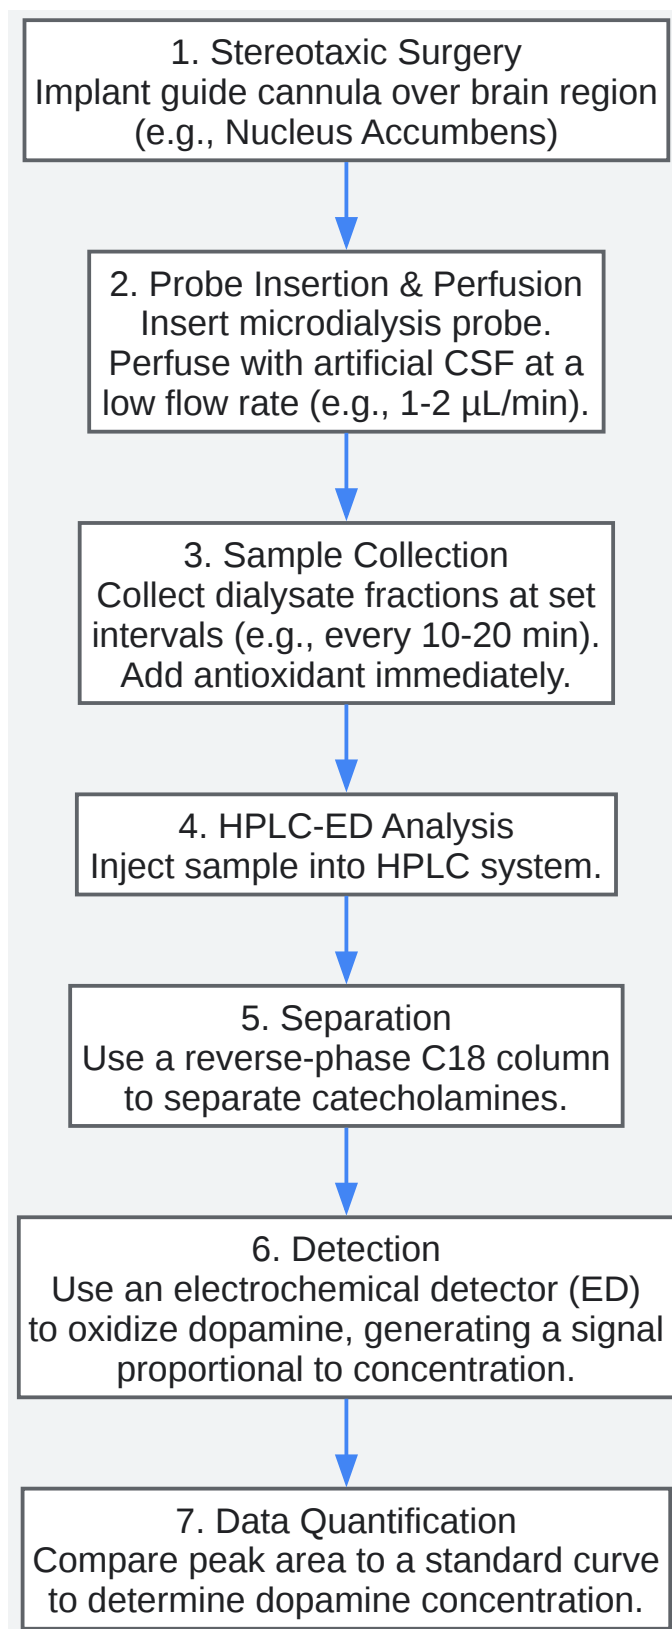 1. Stereotaxic Surgery
Implant guide cannula over brain region
(e.g., Nucleus Accumbens)
2. Probe Insertion & Perfusion
Insert microdialysis probe.
Perfuse with artificial CSF at a
low flow rate (e.g., 1-2 µL/min).
3. Sample Collection
Collect dialysate fractions at set
intervals (e.g., every 10-20 min).
Add antioxidant immediately.
4. HPLC-ED Analysis
Inject sample into HPLC system.
5. Separation
Use a reverse-phase C18 column
to separate catecholamines.
6. Detection
Use an electrochemical detector (ED)
to oxidize dopamine, generating a signal
proportional to concentration.
7. Data Quantification
Compare peak area to a standard curve
to determine dopamine concentration.